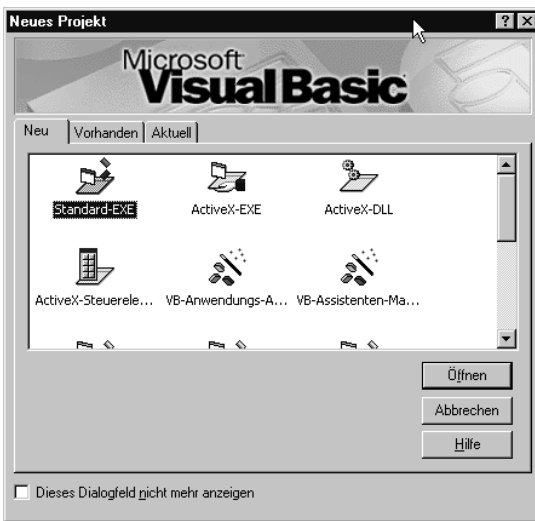 Neues Projekt
Microsoft
Visual Basic
Neu Vorhanden Aktuell
Standard-EXE ActiveX-EXE ActiveX-DLL
ActiveX-Steuerele... VB-Anwendungs-A... VB-Assistenten-Ma...
Öffnen
Abbrechen
Hilfe
Dieses Dialogfeld nicht mehr anzeigen